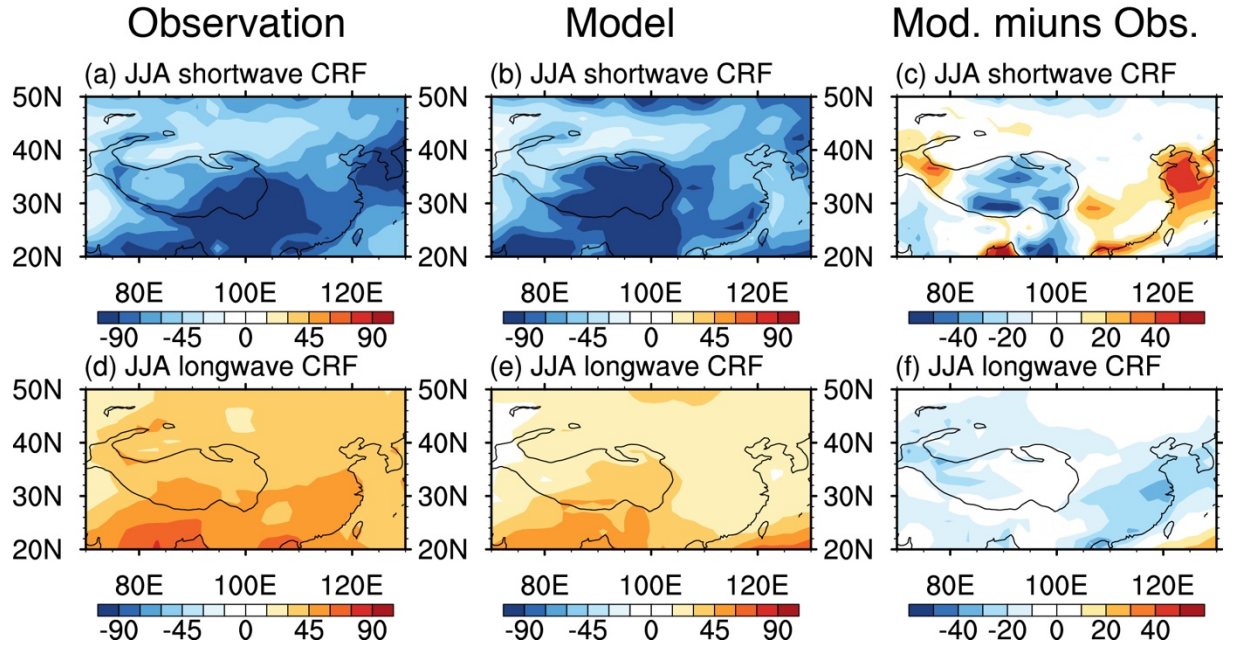 Observation Model Mod. miuns Obs.
(a) JJA shortwave CRF (b) JJA shortwave CRF (c) JJA shortwave CRF
50N 50N 50N
40N 40N 40N
30N 30N 30N
20N 20N 20N
80E 100E 120E 80E 100E 120E 80E 100E 120E
-90 -45 0 45 90 -90 -45 0 45 90 -40 -20 0 20 40
(d) JJA longwave CRF (e) JJA longwave CRF (f) JJA longwave CRF
50N 50N 50N
40N 40N 40N
30N 30N 30N
20N 20N 20N
80E 100E 120E 80E 100E 120E 80E 100E 120E
-90 -45 0 45 90 -90 -45 0 45 90 -40 -20 0 20 40